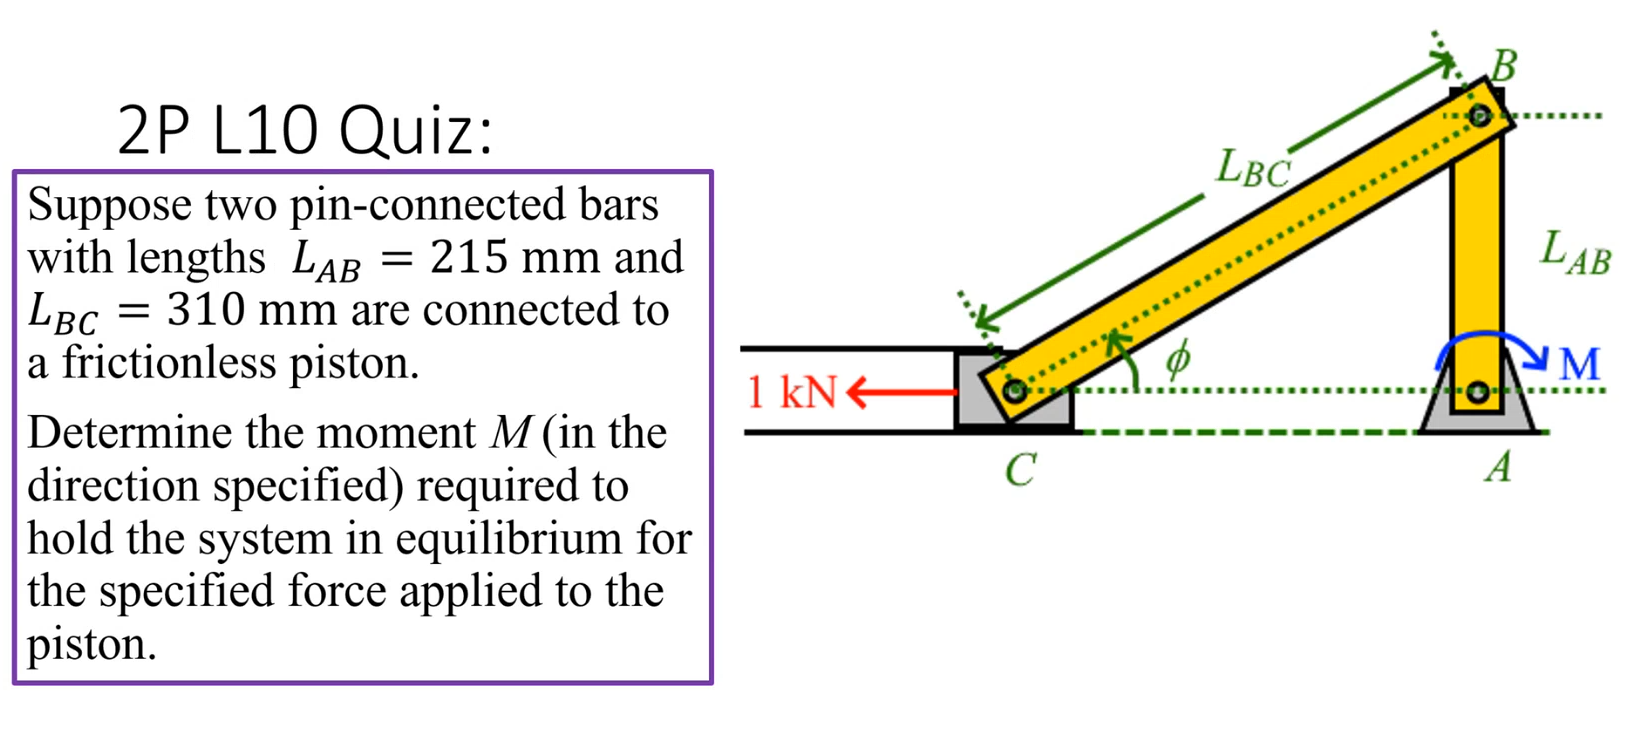 2P L10 Quiz:
Suppose two pin-connected bars
with lengths L_AB = 215 mm and
L_BC = 310 mm are connected to
a frictionless piston.
Determine the moment M (in the
direction specified) required to
hold the system in equilibrium for
the specified force applied to the
piston.
B
L_BC
L_AB
ϕ
M
1 kN
C
A